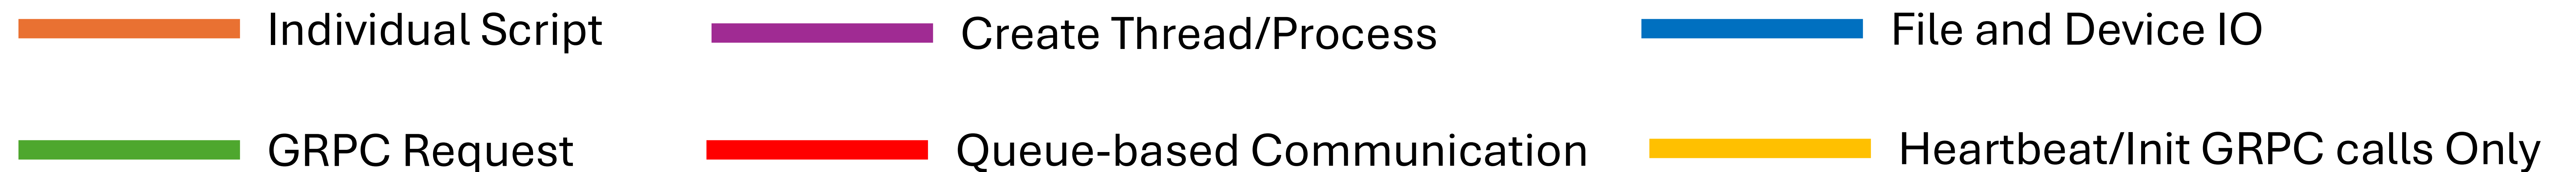 Individual Script
Create Thread/Process
File and Device IO
GRPC Request
Queue-based Communication
Heartbeat/Init GRPC calls Only